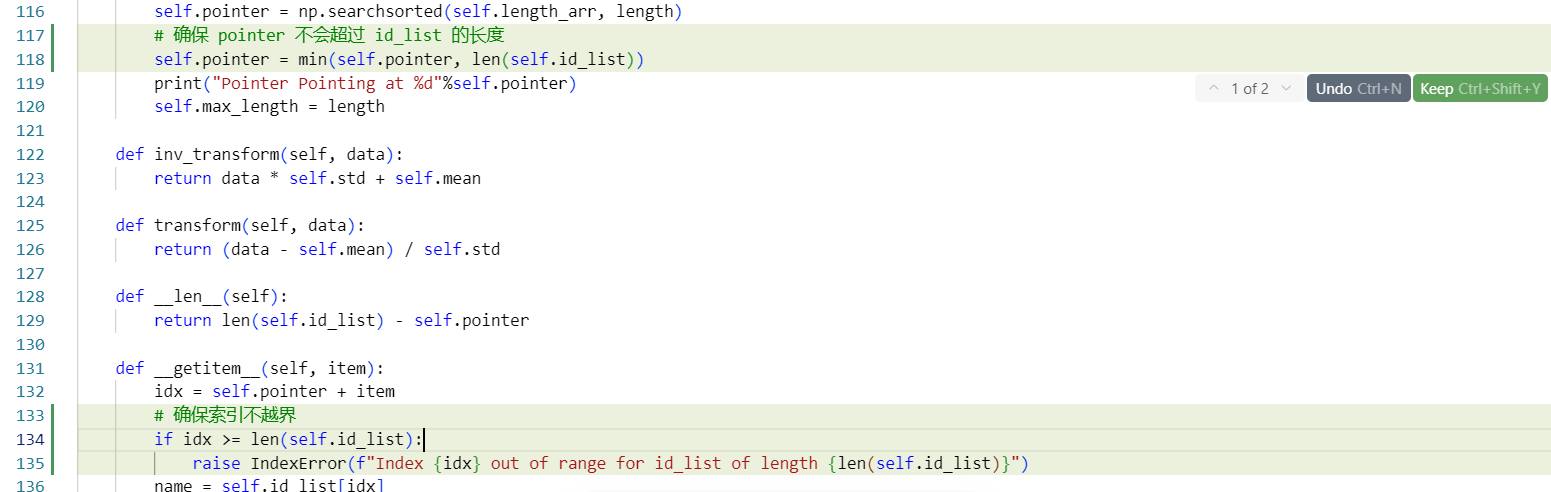 116 self.pointer = np.searchsorted(self.length_arr, length)
117 # 确保 pointer 不会超过 id_list 的长度
118 self.pointer = min(self.pointer, len(self.id_list))
119 print("Pointer Pointing at %d"%self.pointer)
1 of 2 Undo Ctrl+N Keep Ctrl+Shift+Y
120 self.max_length = length
121
122 def inv_transform(self, data):
123 return data * self.std + self.mean
124
125 def transform(self, data):
126 return (data - self.mean) / self.std
127
128 def __len__(self):
129 return len(self.id_list) - self.pointer
130
131 def __getitem__(self, item):
132 idx = self.pointer + item
133 # 确保索引不越界
134 if idx >= len(self.id_list):
135 raise IndexError(f"Index {idx} out of range for id_list of length {len(self.id_list)}")
136 name = self.id_list[idx]